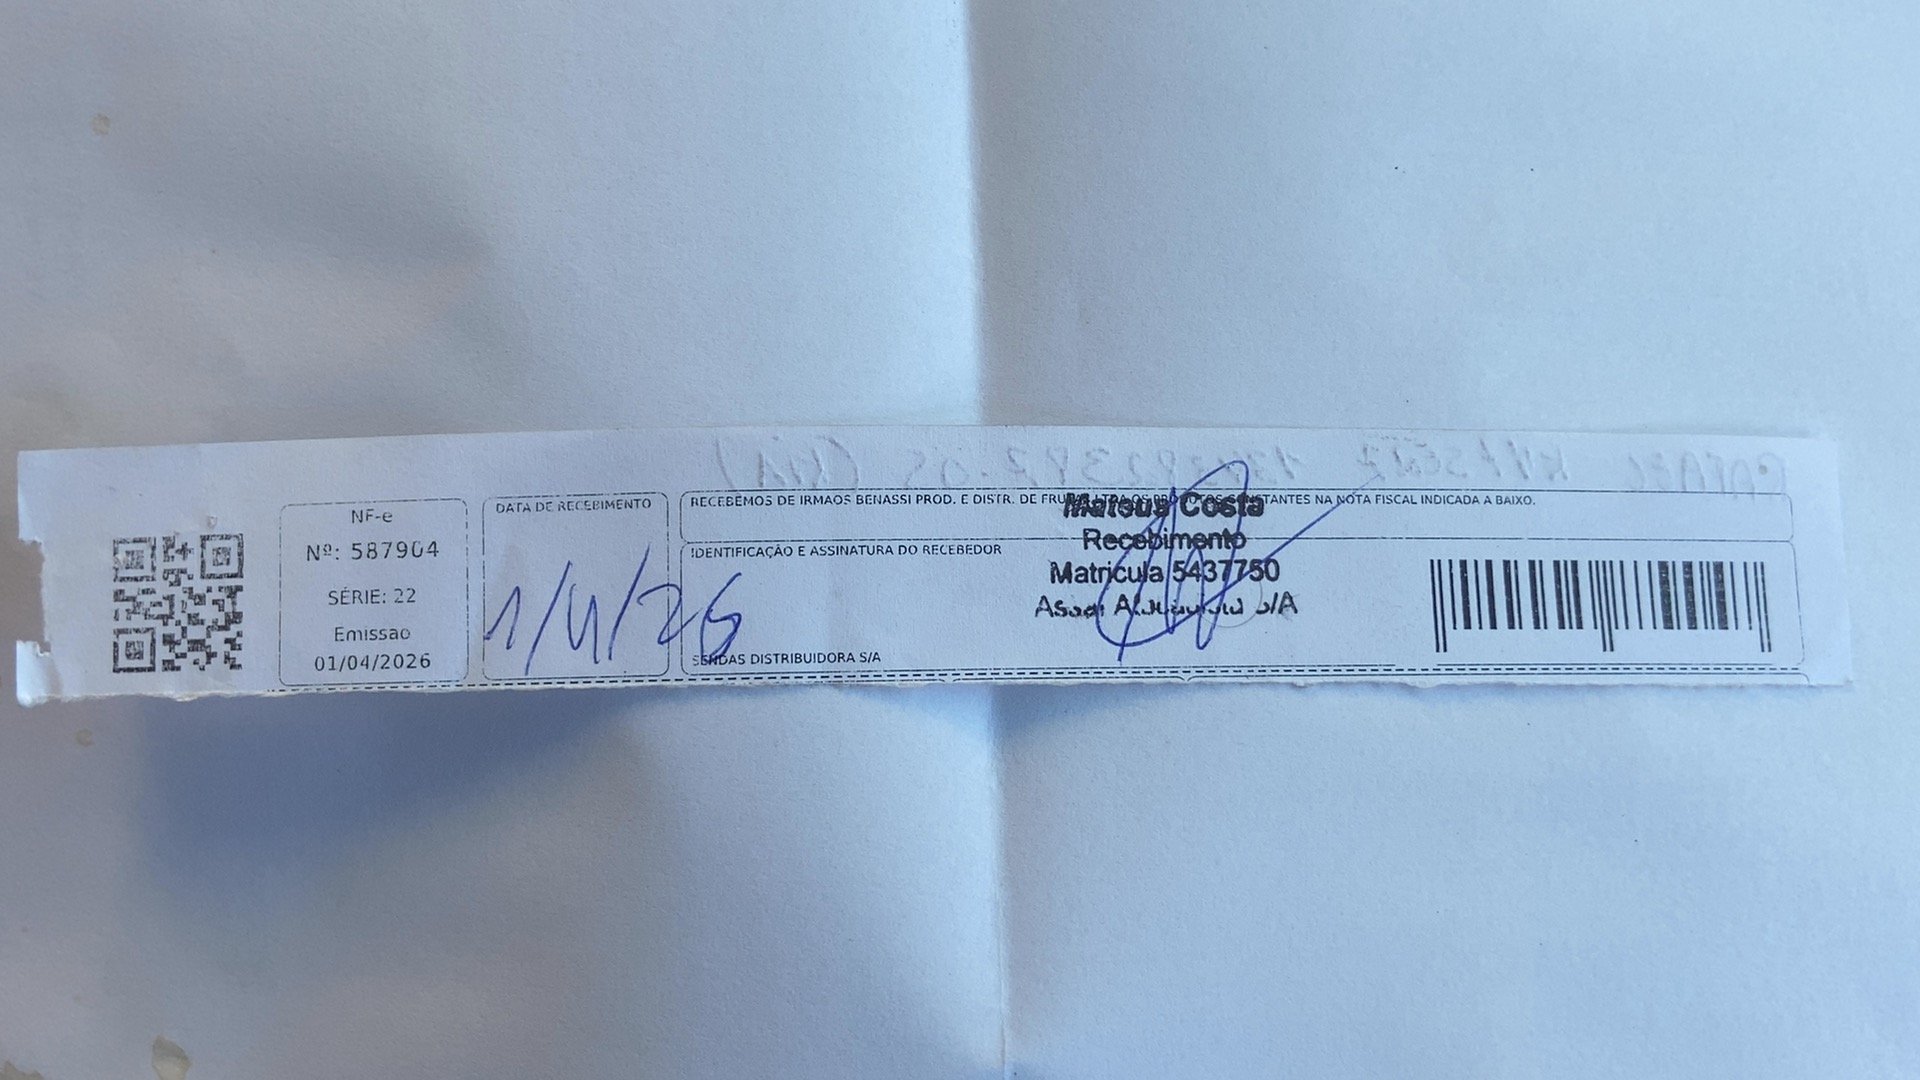 NF-e
Nº: 587904
SÉRIE: 22
Emissao
01/04/2026
DATA DE RECEBIMENTO
1/4/26
RECEBEMOS DE IRMAOS BENASSI PROD. E DISTR. DE FRUTAS LTDA OS PRODUTOS CONSTANTES NA NOTA FISCAL INDICADA A BAIXO.
IDENTIFICAÇÃO E ASSINATURA DO RECEBEDOR
Mateus Costa
Recebimento
Matricula 5437750
S/A
SENDAS DISTRIBUIDORA S/A